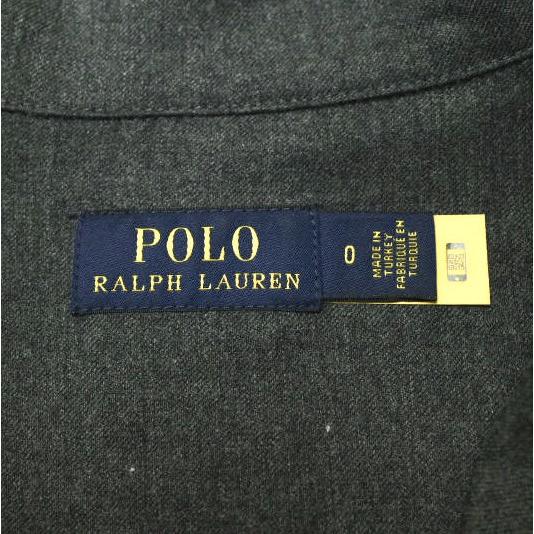 POLO
RALPH LAUREN
0
MADE IN
TURKEY
FABRIQUÉ EN
TURQUIE